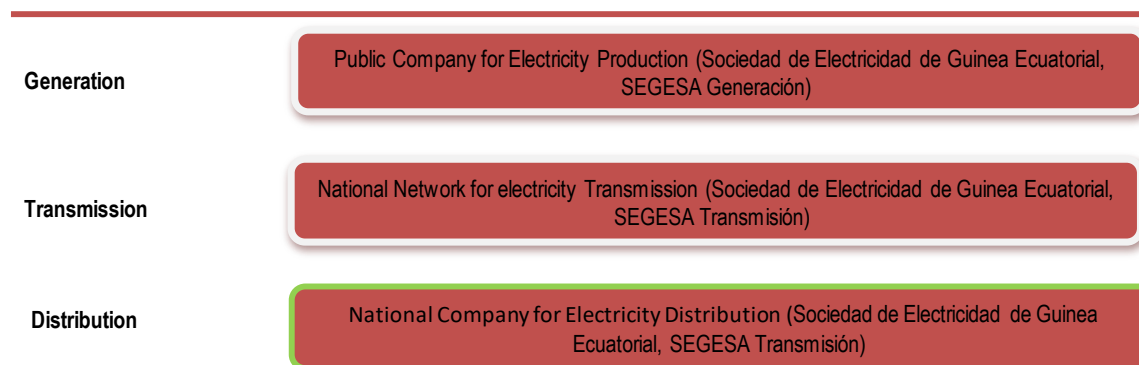 Generation
Public Company for Electricity Production (Sociedad de Electricidad de Guinea Ecuatorial,
SEGESA Generación)
Transmission
National Network for electricity Transmission (Sociedad de Electricidad de Guinea Ecuatorial,
SEGESA Transmisión)
Distribution
National Company for Electricity Distribution (Sociedad de Electricidad de Guinea
Ecuatorial, SEGESA Transmisión)